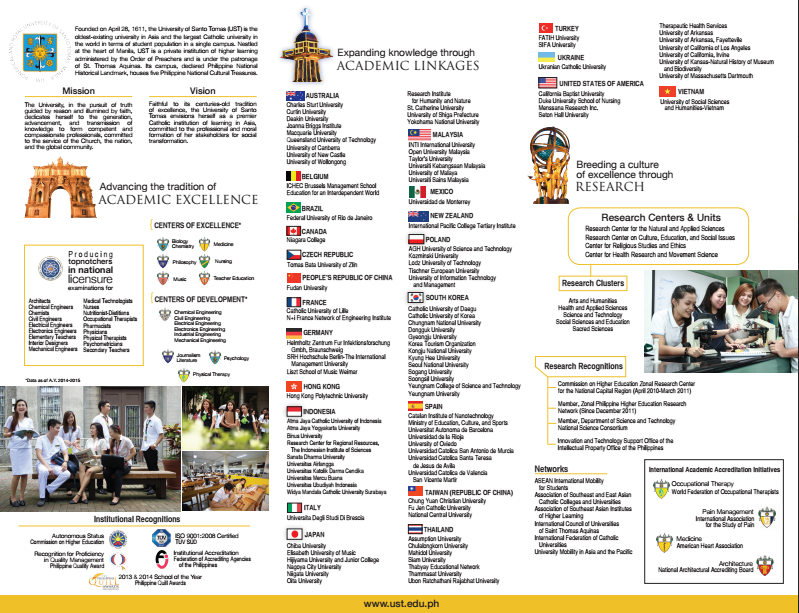 Founded on April 28, 1611, the University of Santo Tomas (UST) is the
oldest-existing university in Asia and the largest Catholic university in
the world in terms of student population in a single campus. Nestled
at the heart of Manila, UST is a private institution of higher learning
administered by the Order of Preachers and is under the patronage
of St. Thomas Aquinas. Its campus, declared Philippine National
Historical Landmark, houses five Philippine National Cultural Treasures.
Mission
The University, in the pursuit of truth
guided by reason and illumined by faith,
dedicates herself to the generation,
advancement, and transmission of
knowledge to form competent and
compassionate professionals, committed
to the service of the Church, the nation,
and the global community.
Vision
Faithful to its centuries-old tradition
of excellence, the University of Santo
Tomas envisions herself as a premier
Catholic institution of learning in Asia,
committed to the professional and moral
formation of her stakeholders for social
transformation.
Advancing the tradition of
ACADEMIC EXCELLENCE
Producing
topnotchers
in national
licensure
examinations for
Architects
Chemical Engineers
Chemists
Civil Engineers
Electrical Engineers
Electronics Engineers
Elementary Teachers
Interior Designers
Mechanical Engineers
Medical Technologists
Nurses
Nutritionist-Dietitians
Occupational Therapists
Pharmacists
Physicians
Physical Therapists
Psychometricians
Secondary Teachers
*Data as of A.Y. 2014-2015
CENTERS OF EXCELLENCE*
Biology
Chemistry
Medicine
Philosophy
Nursing
Music
Teacher Education
CENTERS OF DEVELOPMENT*
Chemical Engineering
Civil Engineering
Electrical Engineering
Electronics Engineering
Industrial Engineering
Mechanical Engineering
Journalism
Literature
Psychology
Physical Therapy
Institutional Recognitions
Autonomous Status
Commission on Higher Education
ISO 9001:2008 Certified
TÜV SÜD
Recognition for Proficiency
in Quality Management
Philippine Quality Award
Institutional Accreditation
Federation of Accrediting Agencies
of the Philippines
2013 & 2014 School of the Year
Philippine Quill Awards
Expanding knowledge through
ACADEMIC LINKAGES
AUSTRALIA
Charles Sturt University
Curtin University
Deakin University
Joanna Briggs Institute
Macquarie University
Queensland University of Technology
University of Canberra
University of New Castle
University of Wollongong
BELGIUM
ICHEC Brussels Management School
Education for an Interdependent World
BRAZIL
Federal University of Rio de Janeiro
CANADA
Niagara College
CZECH REPUBLIC
Tomas Bata University of Zlin
PEOPLE'S REPUBLIC OF CHINA
Fudan University
FRANCE
Catholic University of Lille
N+i France Network of Engineering Institute
GERMANY
Helmholtz Zentrum Fur Infektionsforschung
Gmbh, Braunschweig
SRH Hochschule Berlin-The International
Management University
Liszt School of Music Weimar
HONG KONG
Hong Kong Polytechnic University
INDONESIA
Atma Jaya Catholic University of Indonesia
Atma Jaya Yogyakarta University
Binus University
Research Center for Regional Resources,
The Indonesian Institute of Sciences
Sanata Dharma University
Universitas Airlangga
Universitas Katolik Darma Cendika
Universitas Mercu Buana
Universitas Ubudiyah Indonesia
Widya Mandala Catholic University Surabaya
ITALY
Universita Degli Studi Di Brescia
JAPAN
Chiba University
Elisabeth University of Music
Hijiyama University and Junior College
Nagoya City University
Niigata University
Oita University
Research Institute
for Humanity and Nature
St. Catherine University
University of Shiga Prefecture
Yokohama National University
MALAYSIA
INTI International University
Open University Malaysia
Taylor's University
Universiti Kebangsaan Malaysia
University of Malaya
Universiti Sains Malaysia
MEXICO
Universidad de Monterrey
NEW ZEALAND
International Pacific College Tertiary Institute
POLAND
AGH University of Science and Technology
Kozminski University
Lodz University of Technology
Tischner European University
University of Information Technology
and Management
SOUTH KOREA
Catholic University of Daegu
Catholic University of Korea
Chungnam National University
Dongguk University
Gyeongju University
Korea Tourism Organization
Kongju National University
Kyung Hee University
Seoul National University
Sogang University
Soongsil University
Yeungnam College of Science and Technology
Yeungnam University
SPAIN
Catalan Institute of Nanotechnology
Ministry of Education, Culture, and Sports
Universitat Autonoma de Barcelona
Universidad de la Rioja
University of Oviedo
Universidad Catolica San Antonio de Murcia
Universidad Catolica Santa Teresa
de Jesus de Avila
Universidad Catolica de Valencia
San Vicente Martir
TAIWAN (REPUBLIC OF CHINA)
Chung Yuan Christian University
Fu Jen Catholic University
National Central University
THAILAND
Assumption University
Chulalongkorn University
Mahidol University
Siam University
Thabyay Educational Network
Thammasat University
Ubon Ratchathani Rajabhat University
TURKEY
FATIH University
SIFA University
UKRAINE
Ukranian Catholic University
UNITED STATES OF AMERICA
California Baptist University
Duke University School of Nursing
Menssana Research Inc.
Seton Hall University
Therapeutic Health Services
University of Arkansas
University of Arkansas, Fayetteville
University of California of Los Angeles
University of California, Irvine
University of Kansas-Natural History of Museum
and Biodiversity
University of Massachusetts Dartmouth
VIETNAM
University of Social Sciences
and Humanities-Vietnam
Breeding a culture
of excellence through
RESEARCH
Research Centers & Units
Research Center for the Natural and Applied Sciences
Research Center on Culture, Education, and Social Issues
Center for Religious Studies and Ethics
Center for Health Research and Movement Science
Research Clusters
Arts and Humanities
Health and Applied Sciences
Science and Technology
Social Sciences and Education
Sacred Sciences
Research Recognitions
Commission on Higher Education Zonal Research Center
for the National Capital Region (April 2010-March 2011)
Member, Zonal Philippine Higher Education Research
Network (Since December 2011)
Member, Department of Science and Technology
National Science Consortium
Innovation and Technology Support Office of the
Intellectual Property Office of the Philippines
Networks
ASEAN International Mobility
for Students
Association of Southeast and East Asian
Catholic Colleges and Universities
Association of Southeast Asian Institutes
of Higher Learning
International Council of Universities
of Saint Thomas Aquinas
International Federation of Catholic
Universities
University Mobility in Asia and the Pacific
International Academic Accreditation Initiatives
Occupational Therapy
World Federation of Occupational Therapists
Pain Management
International Association
for the Study of Pain
Medicine
American Heart Association
Architecture
National Architectural Accrediting Board
www.ust.edu.ph